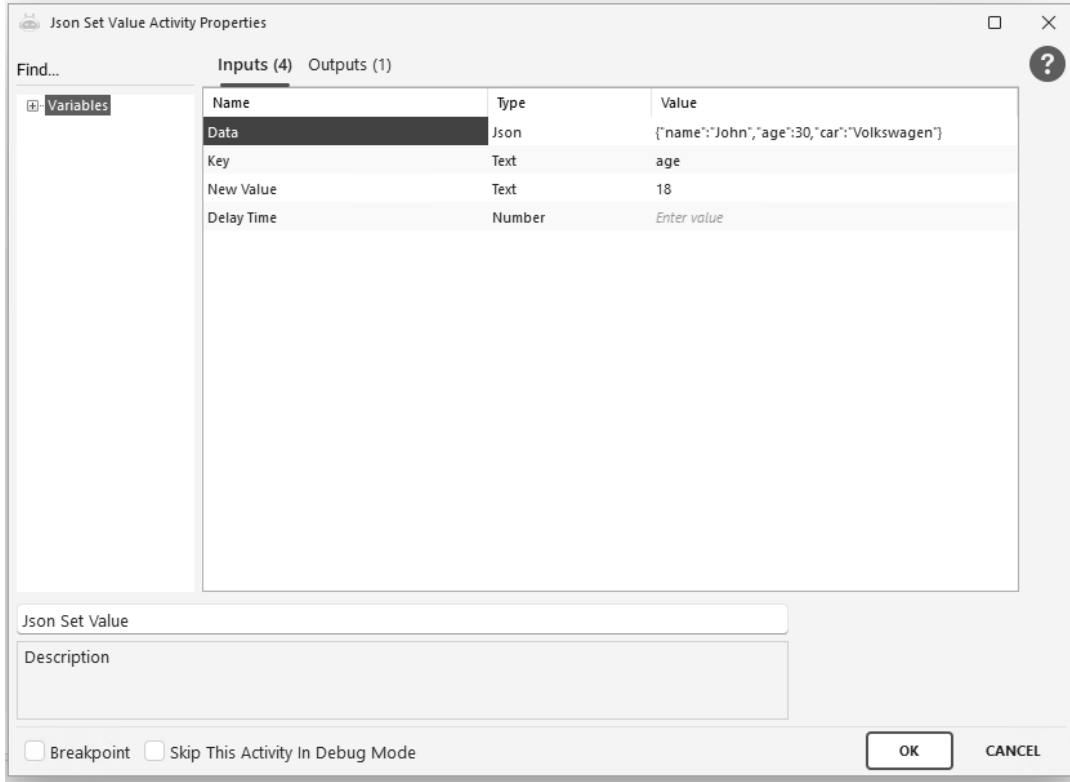 Json Set Value Activity Properties
Find...
Inputs (4) Outputs (1)
Variables
Name Type Value
Data Json {"name":"John","age":30,"car":"Volkswagen"}
Key Text age
New Value Text 18
Delay Time Number Enter value
Json Set Value
Description
Breakpoint Skip This Activity In Debug Mode OK CANCEL
?